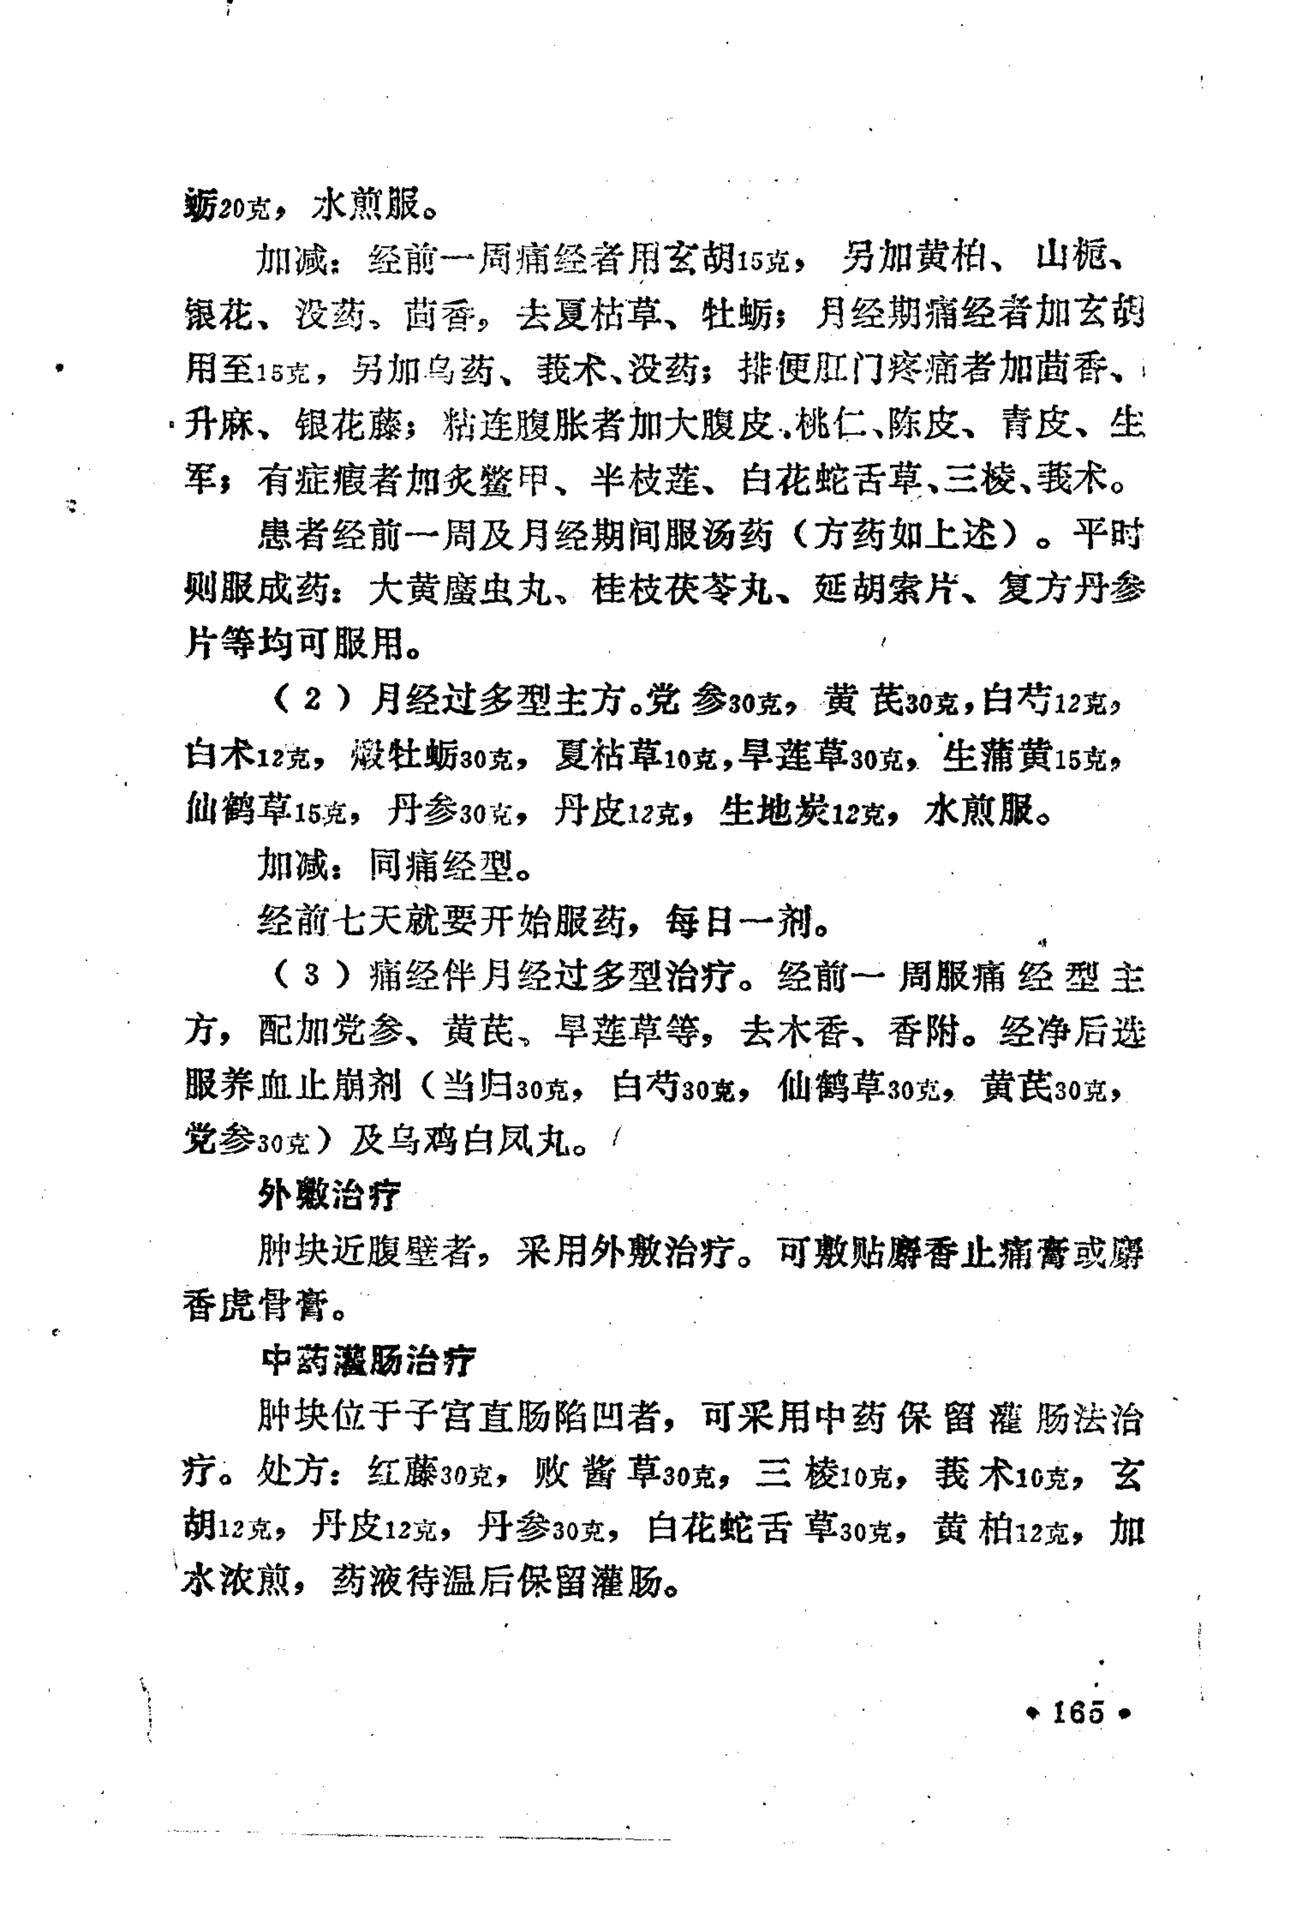 蛎20克，水煎服。
加减：经前一周痛经者用玄胡15克，另加黄柏、山栀、
银花、没药、茴香，去夏枯草、牡蛎；月经期痛经者加玄胡
用至15克，另加乌药、莪术、没药；排便肛门疼痛者加茴香、
升麻、银花藤；粘连腹胀者加大腹皮、桃仁、陈皮、青皮、生
军；有症瘕者加炙鳖甲、半枝莲、白花蛇舌草、三棱、莪术。
患者经前一周及月经期间服汤药（方药如上述）。平时
则服成药：大黄䗪虫丸、桂枝茯苓丸、延胡索片、复方丹参
片等均可服用。
（2）月经过多型主方。党参30克，黄芪30克，白芍12克，
白术12克，煅牡蛎30克，夏枯草10克，旱莲草30克，生蒲黄15克，
仙鹤草15克，丹参30克，丹皮12克，生地炭12克，水煎服。
加减：同痛经型。
经前七天就要开始服药，每日一剂。
（3）痛经伴月经过多型治疗。经前一周服痛经型主
方，配加党参、黄芪、旱莲草等，去木香、香附。经净后选
服养血止崩剂（当归30克，白芍30克，仙鹤草30克，黄芪30克，
党参30克）及乌鸡白凤丸。
外敷治疗
肿块近腹壁者，采用外敷治疗。可敷贴麝香止痛膏或麝
香虎骨膏。
中药灌肠治疗
肿块位于子宫直肠陷凹者，可采用中药保留灌肠法治
疗。处方：红藤30克，败酱草30克，三棱10克，莪术10克，玄
胡12克，丹皮12克，丹参30克，白花蛇舌草30克，黄柏12克，加
水浓煎，药液待温后保留灌肠。
•165•